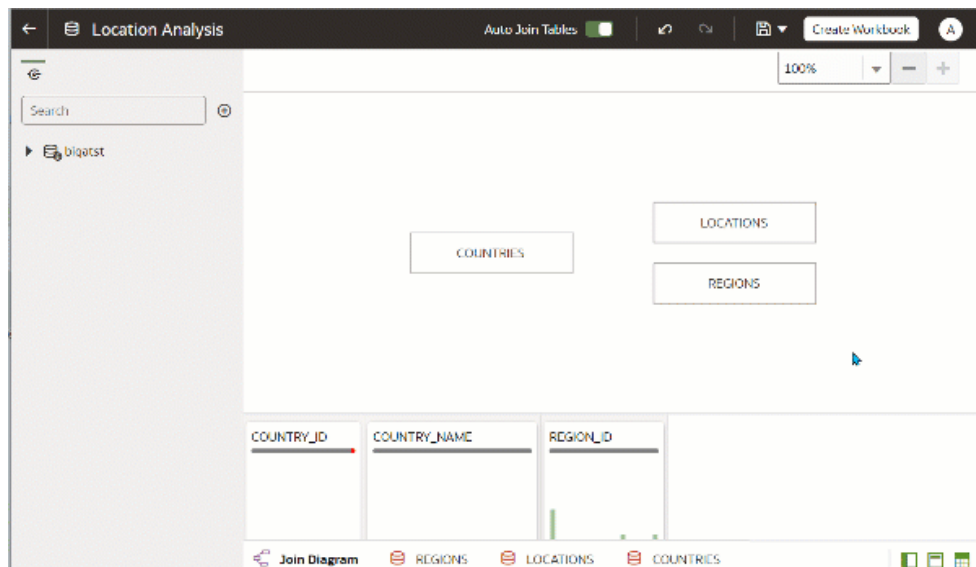 Location Analysis
Auto Join Tables
Create Workbook
A
100%
Search
bigatst
LOCATIONS
COUNTRIES
REGIONS
COUNTRY_ID
COUNTRY_NAME
REGION_ID
Join Diagram
REGIONS
LOCATIONS
COUNTRIES